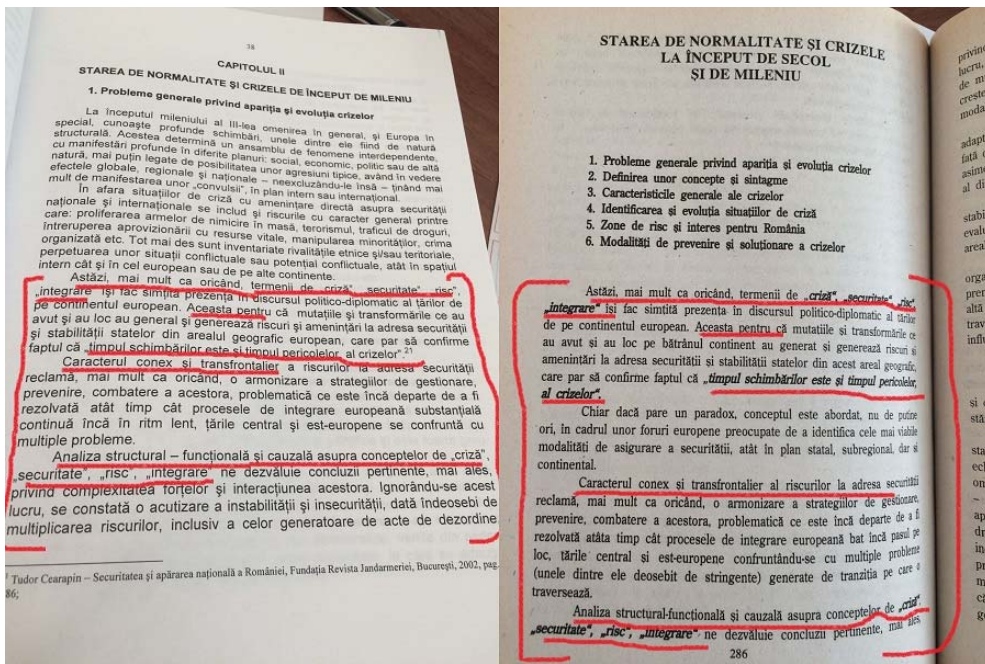 38
CAPITOLUL II
STAREA DE NORMALITATE ŞI CRIZELE DE ÎNCEPUT DE MILENIU
1. Probleme generale privind apariţia şi evoluţia crizelor
La începutul mileniului al III-lea omenirea în general, şi Europa în
special, cunoaşte profunde schimbări, unele dintre ele fiind de natură
structurală. Acestea determină un ansamblu de fenomene interdependente,
cu manifestări profunde în diferite planuri: social, economic, politic sau de altă
natură, mai puţin legate de posibilitatea unor agresiuni tipice, având în vedere
efectele globale, regionale şi naţionale – neexcluzându-le însă – ţinând mai
mult de manifestarea unor „convulsii”, în plan intern sau internaţional.
În afara situaţiilor de criză cu ameninţare directă asupra securităţii
naţionale şi internaţionale se includ şi riscurile cu caracter general printre
care: proliferarea armelor de nimicire în masă, terorismul, traficul de droguri,
întreruperea aprovizionării cu resurse vitale, manipularea minorităţilor, crima
organizată etc. Tot mai des sunt inventariate rivalităţile etnice şi/sau teritoriale,
perpetuarea unor situaţii conflictuale sau potenţial conflictuale, atât în spaţiul
intern cât şi în cel european sau de pe alte continente.
Astăzi, mai mult ca oricând, termenii de „criză”, „securitate”, „risc”,
„integrare” îşi fac simţită prezenţa în discursul politico-diplomatic al ţărilor de
pe continentul european. Aceasta pentru că mutaţiile şi transformările ce au
avut şi au loc au general şi generează riscuri şi ameninţări la adresa securităţii
şi stabilităţii statelor din arealul geografic european, care par să confirme
faptul că „timpul schimbărilor este şi timpul pericolelor, al crizelor”.21
Caracterul conex şi transfrontalier a riscurilor la adresa securităţii
reclamă, mai mult ca oricând, o armonizare a strategiilor de gestionare,
prevenire, combatere a acestora, problematică ce este încă departe de a fi
rezolvată atât timp cât procesele de integrare europeană substanţială
continuă încă în ritm lent, ţările central şi est-europene se confruntă cu
multiple probleme.
Analiza structural – funcţională şi cauzală asupra conceptelor de „criză”,
„securitate”, „risc”, „integrare” ne dezvăluie concluzii pertinente, mai ales,
privind complexitatea forţelor şi interacţiunea acestora. Ignorându-se acest
lucru, se constată o acutizare a instabilităţii şi insecurităţii, dată îndeosebi de
multiplicarea riscurilor, inclusiv a celor generatoare de acte de dezordine
Tudor Cearapin – Securitatea şi apărarea naţională a României, Fundaţia Revista Jandarmeriei, Bucureşti, 2002, pag.
86;
STAREA DE NORMALITATE ŞI CRIZELE
LA ÎNCEPUT DE SECOL
ŞI DE MILENIU
1. Probleme generale privind apariţia şi evoluţia crizelor
2. Definirea unor concepte şi sintagme
3. Caracteristicile generale ale crizelor
4. Identificarea şi evoluţia situaţiilor de criză
5. Zone de risc si interes pentru România
6. Modalităţi de prevenire şi soluţionare a crizelor
Astăzi, mai mult ca oricând, termenii de „criză“, „securitate“, „risc“
„integrare“ işi fac simtită prezenta în discursul politico-diplomatic al tărilor
de pe continentul european. Aceasta pentru că mutatiile şi transformările ce
au avut şi au loc pe bătrânul continent au generat şi generează riscuri si
amenintări la adresa securităţii şi stabilităţii statelor din acest areal geografic,
care par să confirme faptul că „timpul schimbărilor este şi timpul pericolelor,
al crizelor“.
Chiar dacă pare un paradox, conceptul este abordat, nu de putine
ori, în cadrul unor foruri europene preocupate de a identifica cele mai viabile
modalităti de asigurare a securităţii, atât în plan statal, subregional, dar si
continental.
Caracterul conex şi transfrontalier al riscurilor la adresa securităţii
reclamă, mai mult ca oricând, o armonizare a strategiilor de gestionare,
prevenire, combatere a acestora, problematică ce este încă departe de a fi
rezolvată atâta timp cât procesele de integrare europeană bat încă pasul pe
loc, tările central si est-europene confruntându-se cu multiple probleme
(unele dintre ele deosebit de stringente) generate de tranziţia pe care o
traversează.
Analiza structural-funcţională şi cauzală asupra conceptelor de „criză“,
„securitate“, „risc“, „integrare“ ne dezvăluie concluzii pertinente, mai ales,
286